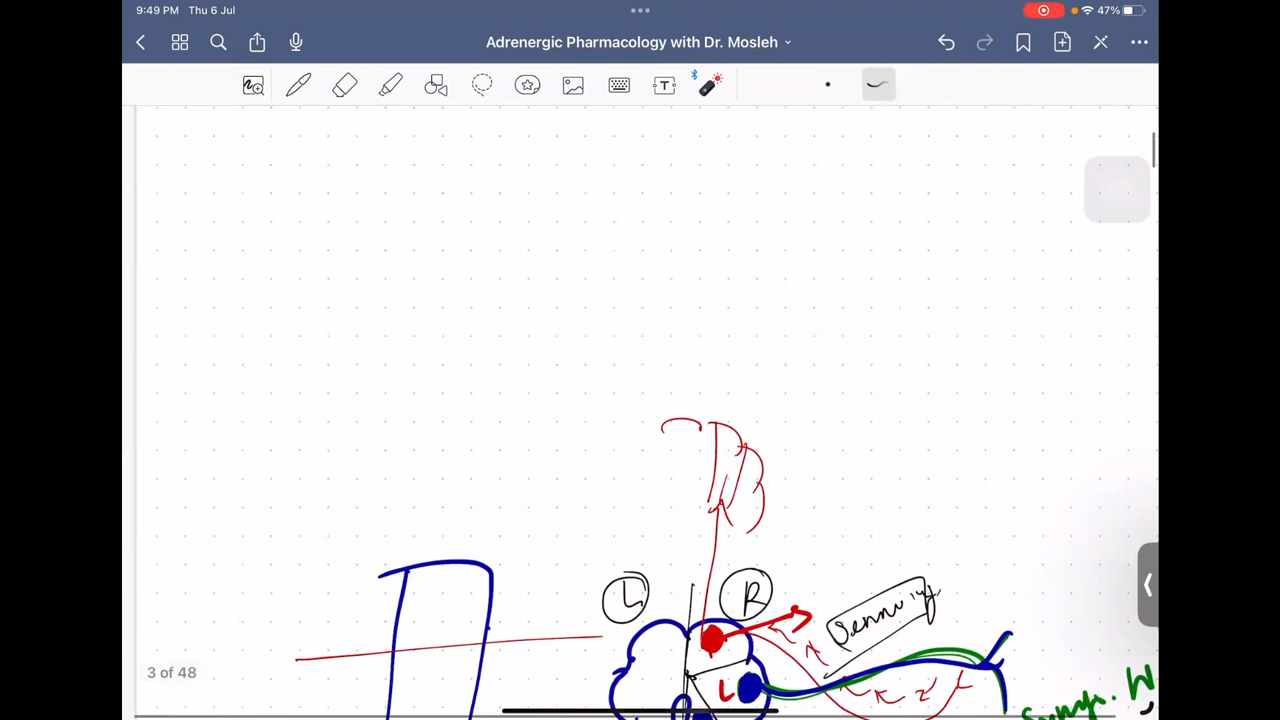 9:49 PM Thu 6 Jul
47%
Adrenergic Pharmacology with Dr. Mosleh
T
L
R
L
3 of 48